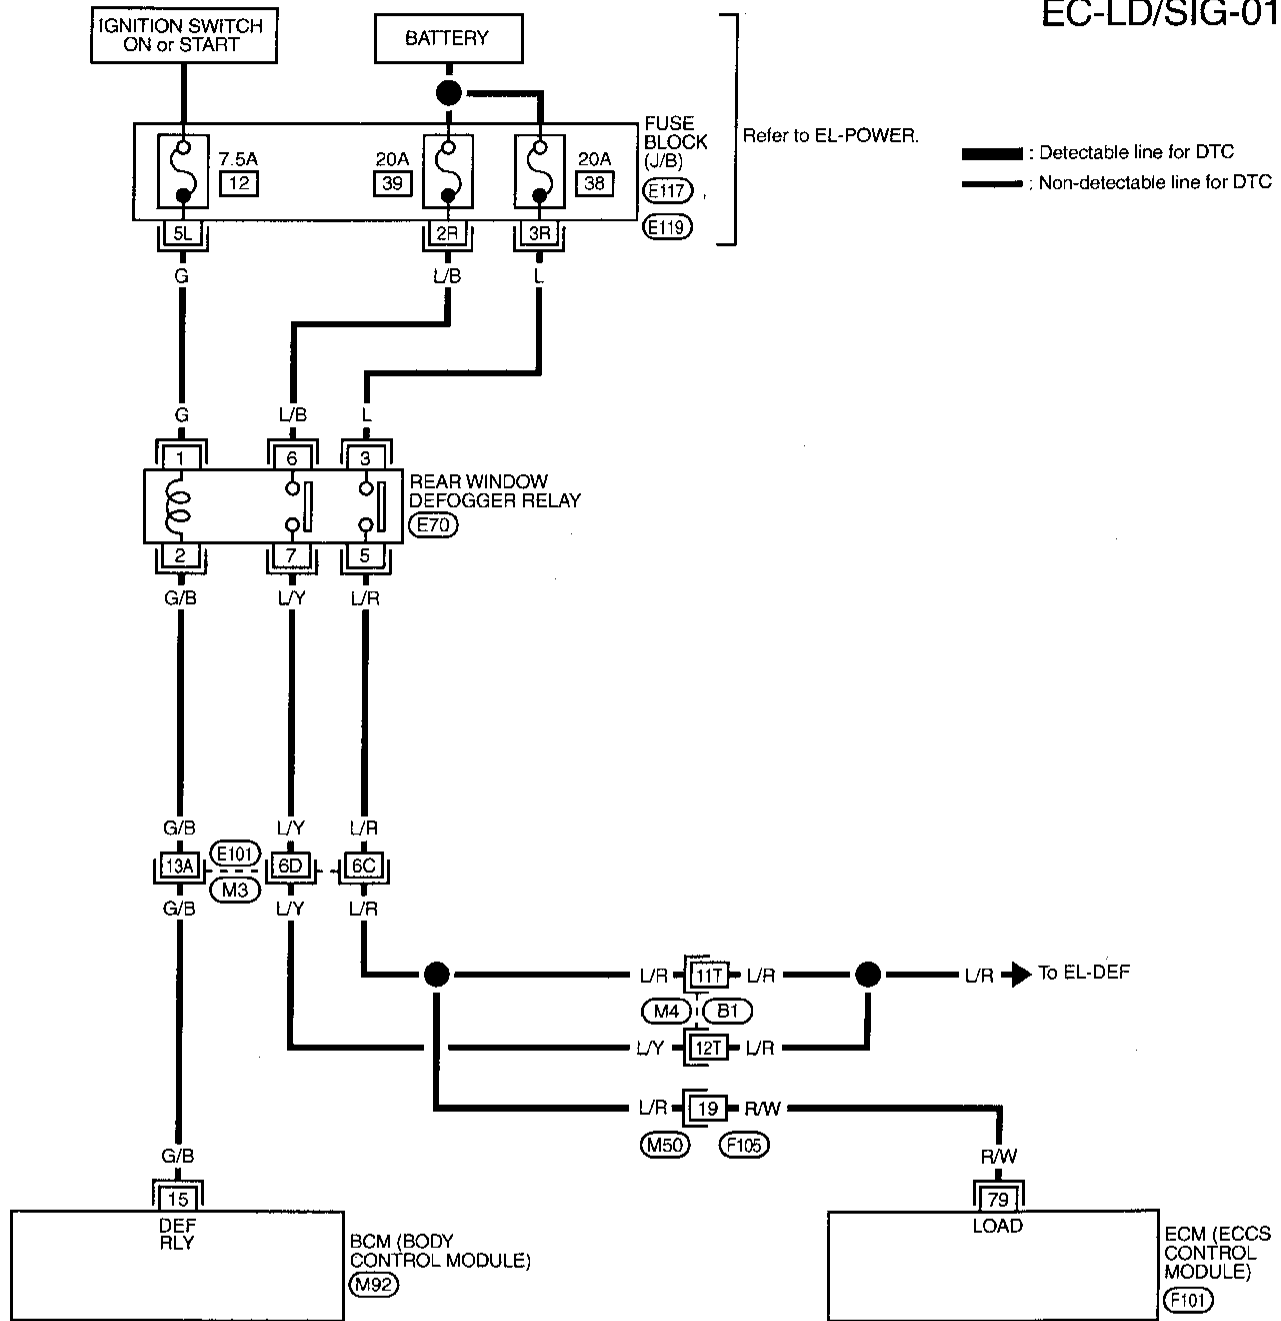 EC-LD/SIG-01
IGNITION SWITCH
ON or START
BATTERY
FUSE
BLOCK
(J/B)
E117 ,
E119
Refer to EL-POWER.
: Detectable line for DTC
: Non-detectable line for DTC
7.5A
12
20A
39
20A
38
5L
2R
3R
G
L/B
L
G
L/B
L
1
6
3
REAR WINDOW
DEFOGGER RELAY
E70
2
7
5
G/B
L/Y
L/R
G/B
L/Y
L/R
13A
E101
M3
6D
6C
G/B
L/Y
L/R
L/R
11T
L/R
L/R
To EL-DEF
M4
B1
L/Y
12T
L/R
L/R
19
R/W
M50
F105
G/B
R/W
15
79
DEF
RLY
LOAD
BCM (BODY
CONTROL MODULE)
M92
ECM (ECCS
CONTROL
MODULE)
F101